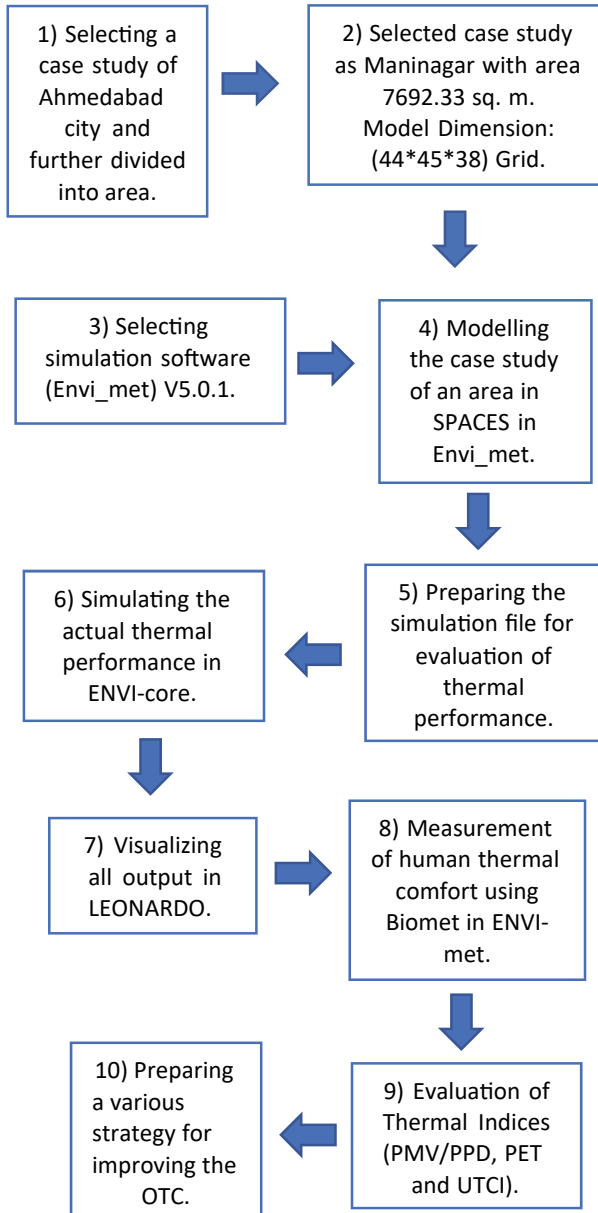 1) Selecting a
case study of
Ahmedabad
city and
further divided
into area.
2) Selected case study
as Maninagar with area
7692.33 sq. m.
Model Dimension:
(44*45*38) Grid.
3) Selecting
simulation software
(Envi_met) V5.0.1.
4) Modelling
the case study
of an area in
SPACES in
Envi_met.
5) Preparing the
simulation file for
evaluation of
thermal
performance.
6) Simulating the
actual thermal
performance in
ENVI-core.
7) Visualizing
all output in
LEONARDO.
8) Measurement
of human thermal
comfort using
Biomet in ENVI-
met.
9) Evaluation of
Thermal Indices
(PMV/PPD, PET
and UTCI).
10) Preparing
a various
strategy for
improving the
OTC.